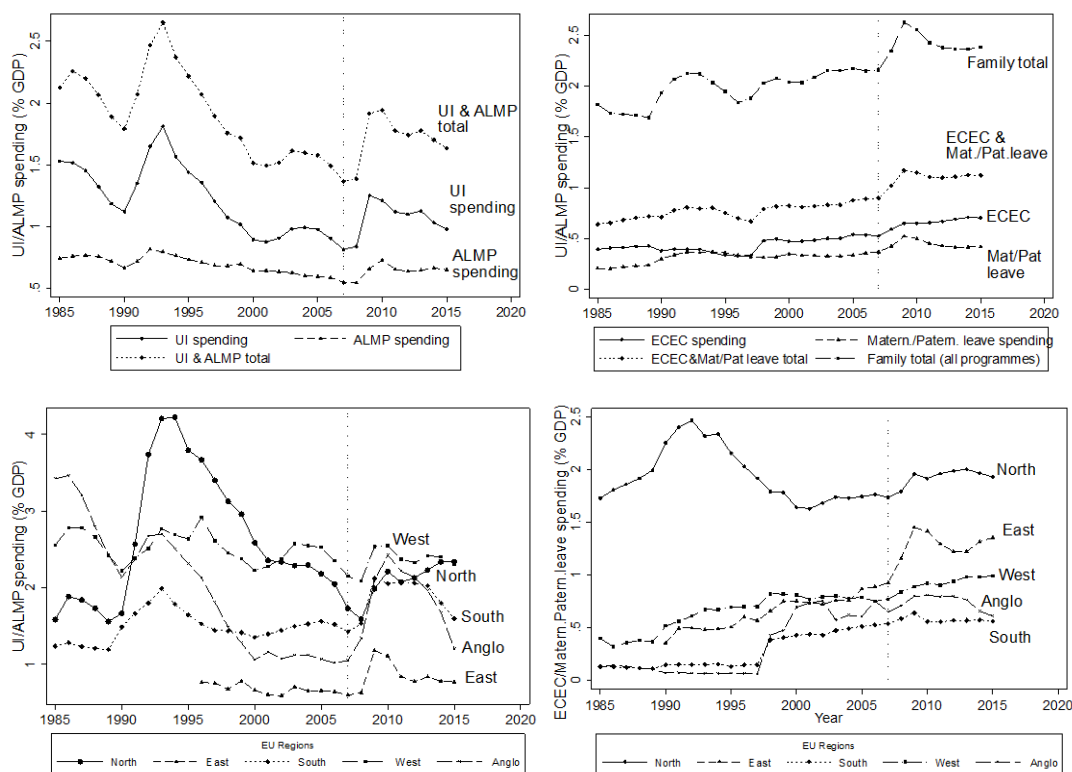 UI/ALMP spending (% GDP)
2.5
2
1.5
1
.5
UI & ALMP
total
UI
spending
ALMP
spending
1985 1990 1995 2000 2005 2010 2015 2020
UI spending ALMP spending
UI & ALMP total
UI/ALMP spending (% GDP)
2.5
2
1.5
1
0.5
0
Family total
ECEC &
Mat./Pat.leave
ECEC
Mat/Pat
leave
1985 1990 1995 2000 2005 2010 2015 2020
ECEC spending Matern./Patern. leave spending
ECEC&Mat/Pat leave total Family total (all programmes)
UI/ALMP spending (% GDP)
4
3
2
1
West
North
South
Anglo
East
1985 1990 1995 2000 2005 2010 2015 2020
EU Regions
North East South West Anglo
ECEC/Matern.Patern.leave spending (% GDP)
2.5
2
1.5
1
0.5
0
North
East
West
Anglo
South
1985 1990 1995 2000 2005 2010 2015 2020
Year
EU Regions
North East South West Anglo